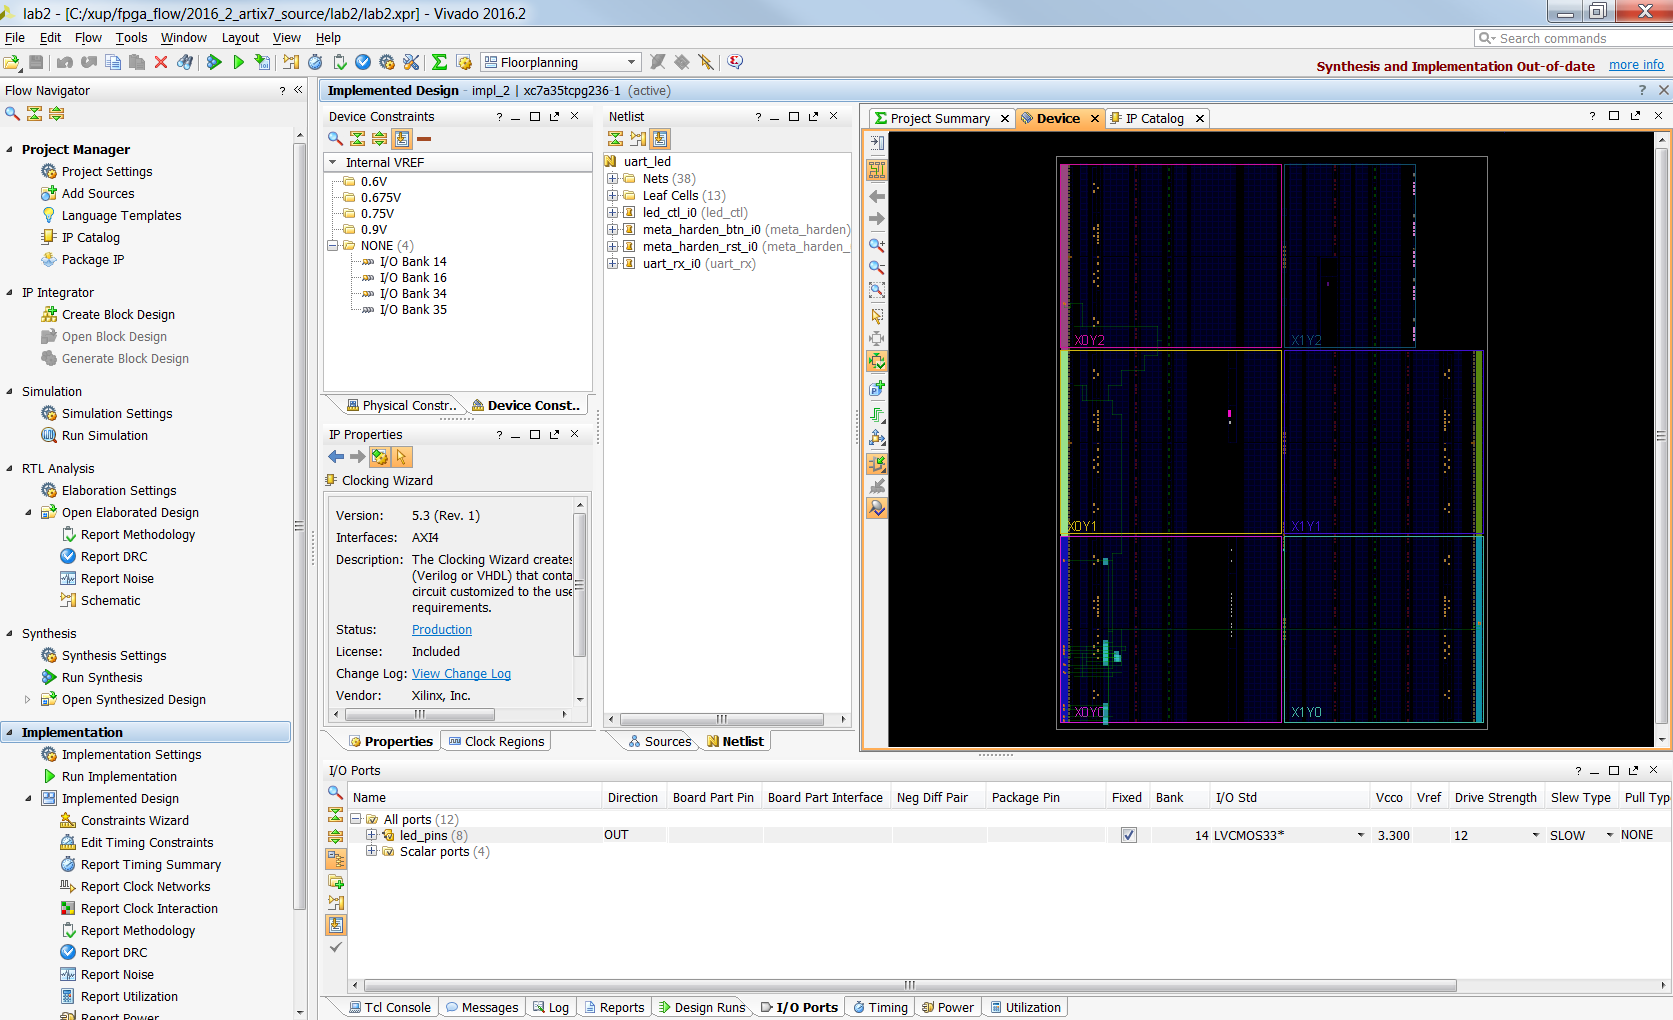 lab2 - [C:/xup/fpga_flow/2016_2_artix7_source/lab2/lab2.xpr] - Vivado 2016.2
File Edit Flow Tools Window Layout View Help
Search commands
Floorplanning
Synthesis and Implementation Out-of-date more info
Flow Navigator
Project Manager
Project Settings
Add Sources
Language Templates
IP Catalog
Package IP
IP Integrator
Create Block Design
Open Block Design
Generate Block Design
Simulation
Simulation Settings
Run Simulation
RTL Analysis
Elaboration Settings
Open Elaborated Design
Report Methodology
Report DRC
Report Noise
Schematic
Synthesis
Synthesis Settings
Run Synthesis
Open Synthesized Design
Implementation
Implementation Settings
Run Implementation
Implemented Design
Constraints Wizard
Edit Timing Constraints
Report Timing Summary
Report Clock Networks
Report Clock Interaction
Report Methodology
Report DRC
Report Noise
Report Utilization
Report Power
Implemented Design - impl_2 | xc7a35tcpg236-1 (active)
Device Constraints
Internal VREF
0.6V
0.675V
0.75V
0.9V
NONE (4)
I/O Bank 14
I/O Bank 16
I/O Bank 34
I/O Bank 35
Physical Constr.. Device Const..
IP Properties
Clocking Wizard
Version: 5.3 (Rev. 1)
Interfaces: AXI4
Description: The Clocking Wizard creates
(Verilog or VHDL) that conta
circuit customized to the use
requirements.
Status: Production
License: Included
Change Log: View Change Log
Vendor: Xilinx, Inc.
Properties Clock Regions
Netlist
uart_led
Nets (38)
Leaf Cells (13)
led_ctl_i0 (led_ctl)
meta_harden_btn_i0 (meta_harden)
meta_harden_rst_i0 (meta_harden_
uart_rx_i0 (uart_rx)
Sources Netlist
Project Summary Device IP Catalog
X0Y2 X1Y2
X0Y1 X1Y1
X0Y0 X1Y0
I/O Ports
Name Direction Board Part Pin Board Part Interface Neg Diff Pair Package Pin Fixed Bank I/O Std Vcco Vref Drive Strength Slew Type Pull Typ
All ports (12)
led_pins (8) OUT 14 LVCMOS33* 3.300 12 SLOW NONE
Scalar ports (4)
Tcl Console Messages Log Reports Design Runs I/O Ports Timing Power Utilization